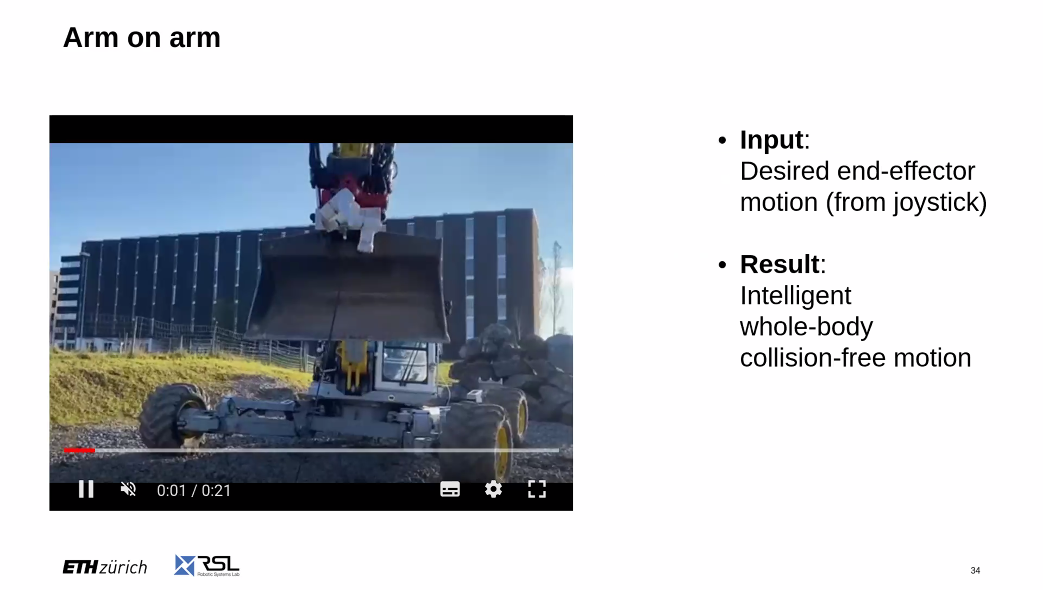 Arm on arm
• Input:
Desired end-effector
motion (from joystick)
• Result:
Intelligent
whole-body
collision-free motion
0:01 / 0:21
ETH zürich
RSL
Robotic Systems Lab
34